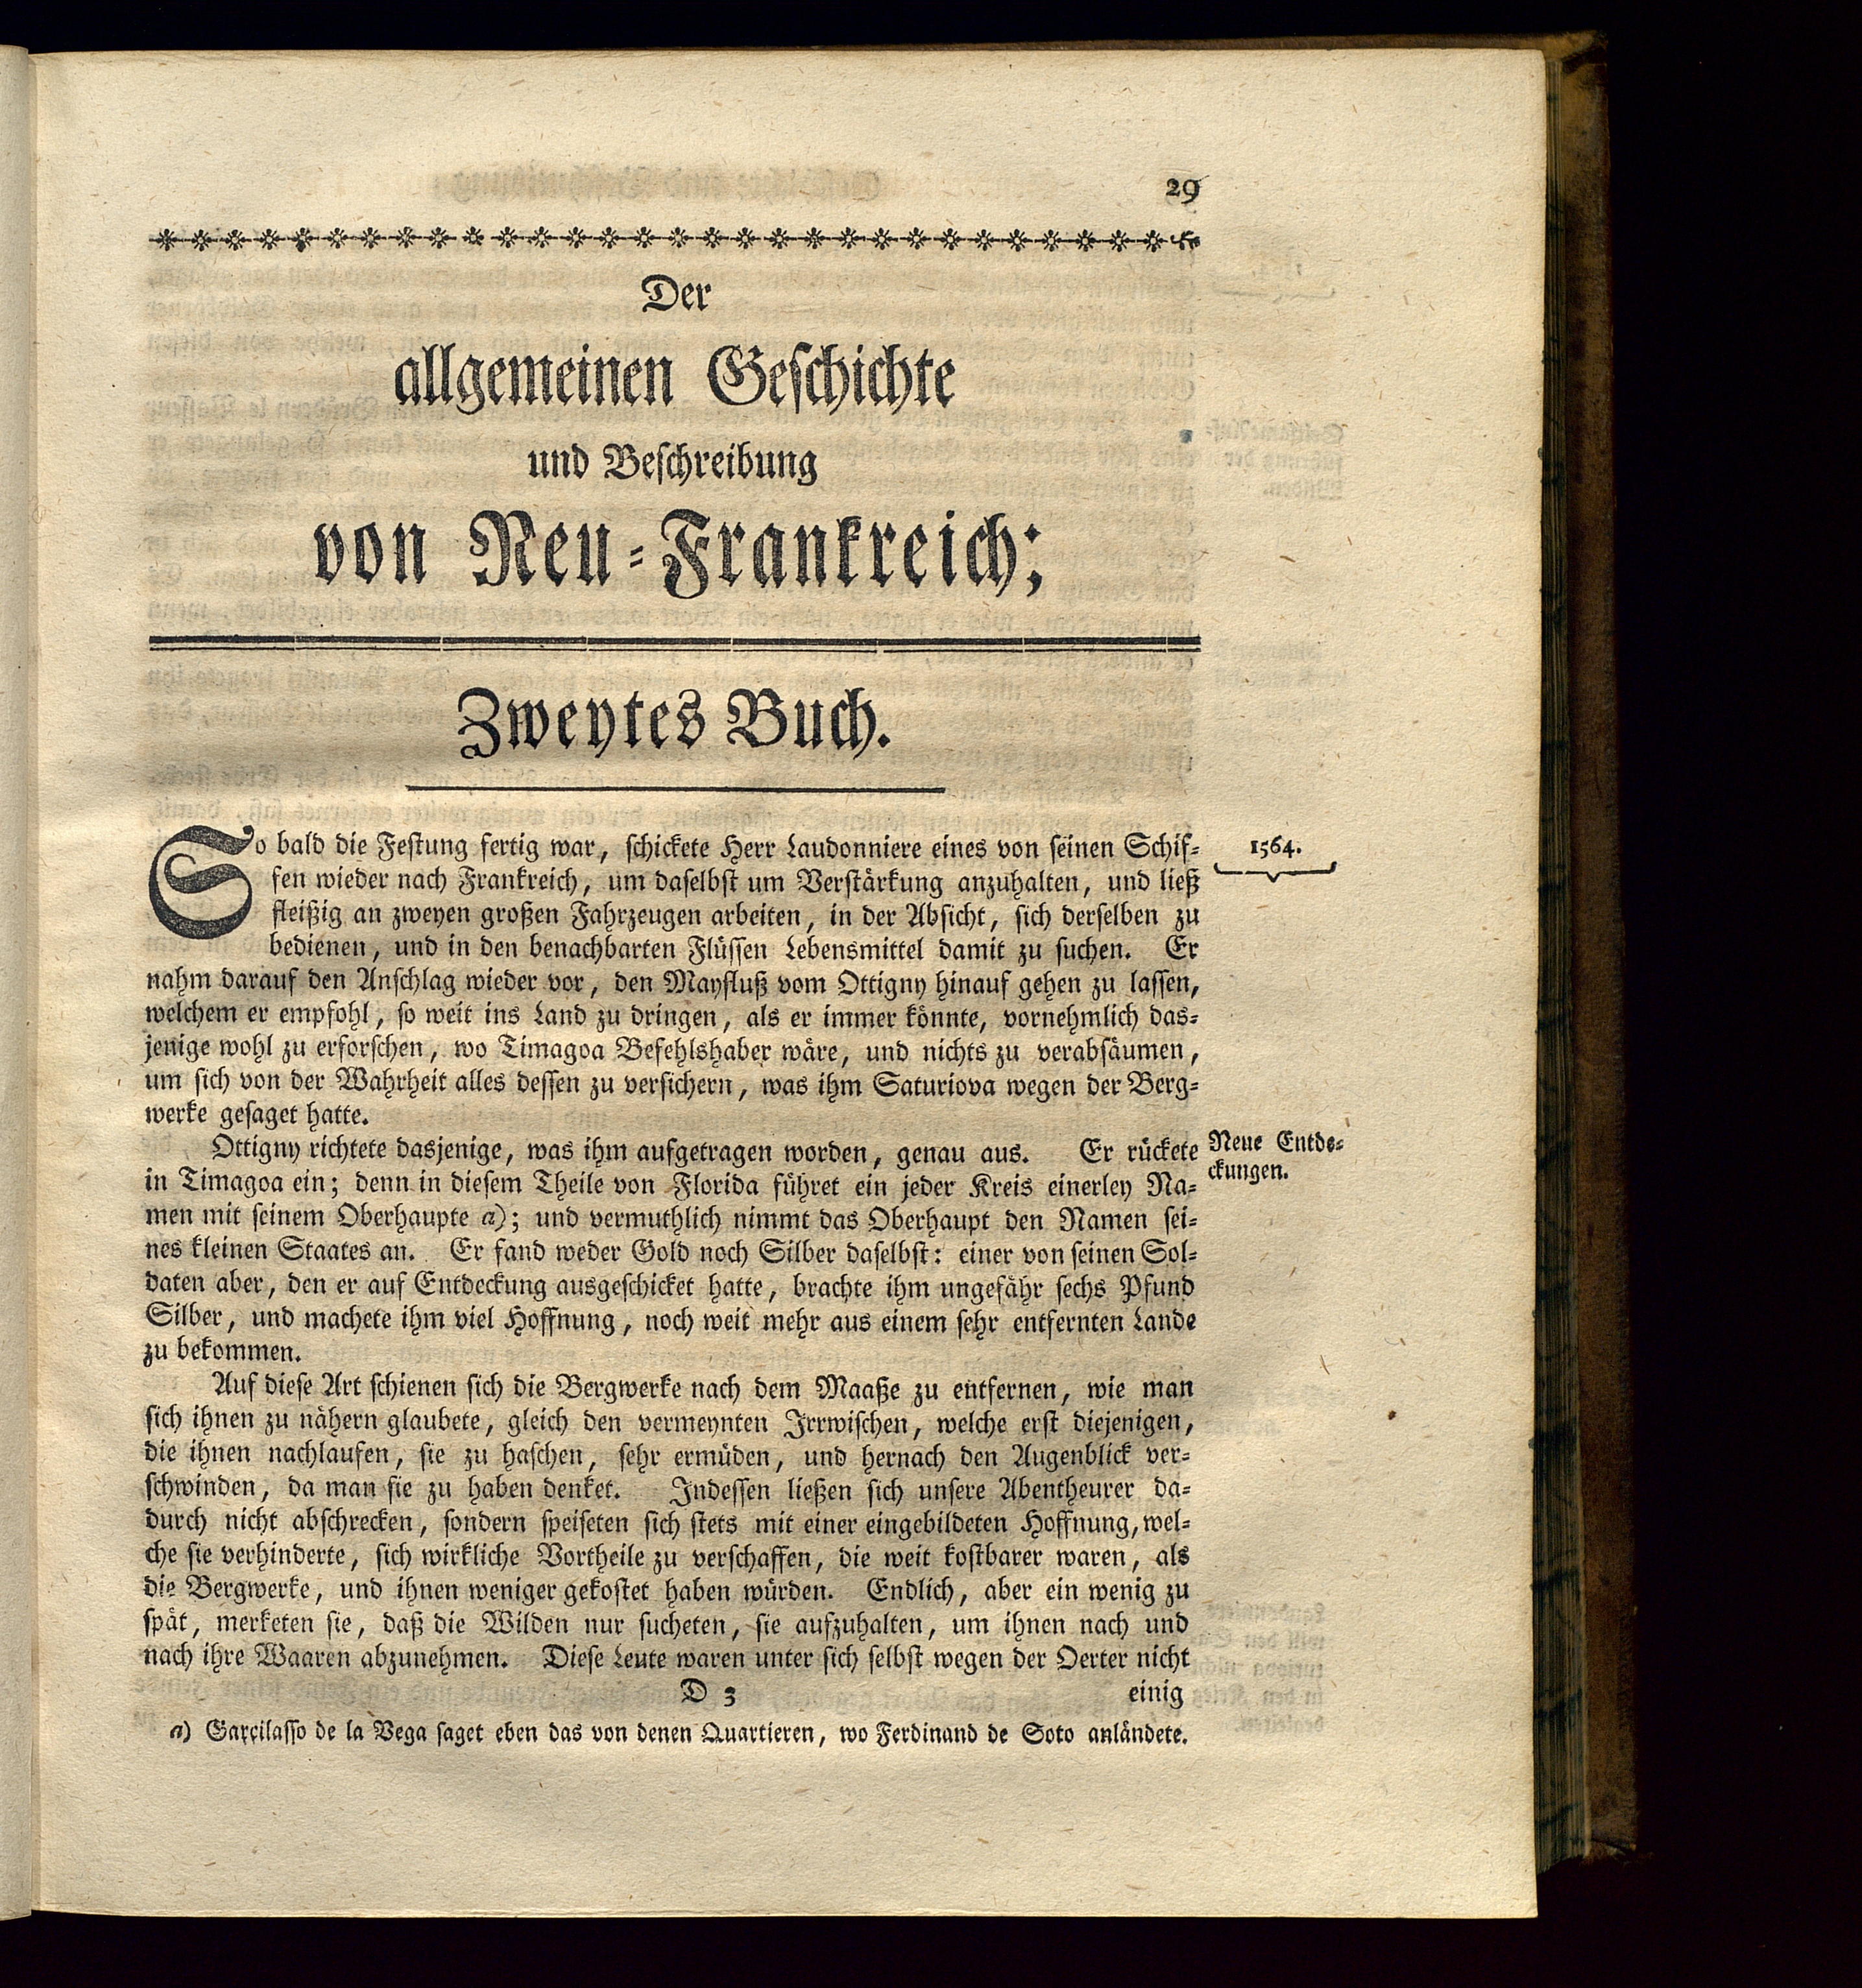 29
Der
allgemeinen Geschichte
und Beschreibung
von Neu-Frankreich;
Zweytes Buch.
So bald die Festung fertig war, schickete Herr Laudonniere eines von seinen Schif-
1564.
fen wieder nach Frankreich, um daselbst um Verstärkung anzuhalten, und ließ
fleißig an zweyen großen Fahrzeugen arbeiten, in der Absicht, sich derselben zu
bedienen, und in den benachbarten Flüssen Lebensmittel damit zu suchen. Er
nahm darauf den Anschlag wieder vor, den Mayfluß vom Ottigny hinauf gehen zu lassen,
welchem er empfohl, so weit ins Land zu dringen, als er immer könnte, vornehmlich das-
jenige wohl zu erforschen, wo Timagoa Befehlshaber wäre, und nichts zu verabsäumen,
um sich von der Wahrheit alles dessen zu versichern, was ihm Saturiova wegen der Berg-
werke gesaget hatte.
Ottigny richtete dasjenige, was ihm aufgetragen worden, genau aus. Er rückete
Neue Entde-
ckungen.
in Timagoa ein; denn in diesem Theile von Florida führet ein jeder Kreis einerley Na-
men mit seinem Oberhaupte a); und vermuthlich nimmt das Oberhaupt den Namen sei-
nes kleinen Staates an. Er fand weder Gold noch Silber daselbst: einer von seinen Sol-
daten aber, den er auf Entdeckung ausgeschicket hatte, brachte ihm ungefähr sechs Pfund
Silber, und machete ihm viel Hoffnung, noch weit mehr aus einem sehr entfernten Lande
zu bekommen.
Auf diese Art schienen sich die Bergwerke nach dem Maaße zu entfernen, wie man
sich ihnen zu nähern glaubete, gleich den vermeynten Irrwischen, welche erst diejenigen,
die ihnen nachlaufen, sie zu haschen, sehr ermüden, und hernach den Augenblick ver-
schwinden, da man sie zu haben denket. Indessen ließen sich unsere Abentheurer da-
durch nicht abschrecken, sondern speiseten sich stets mit einer eingebildeten Hoffnung, wel-
che sie verhinderte, sich wirkliche Vortheile zu verschaffen, die weit kostbarer waren, als
die Bergwerke, und ihnen weniger gekostet haben würden. Endlich, aber ein wenig zu
spät, merketen sie, daß die Wilden nur sucheten, sie aufzuhalten, um ihnen nach und
nach ihre Waaren abzunehmen. Diese Leute waren unter sich selbst wegen der Oerter nicht
D 3 einig
a) Garçilasso de la Vega saget eben das von denen Quartieren, wo Ferdinand de Soto anländete.